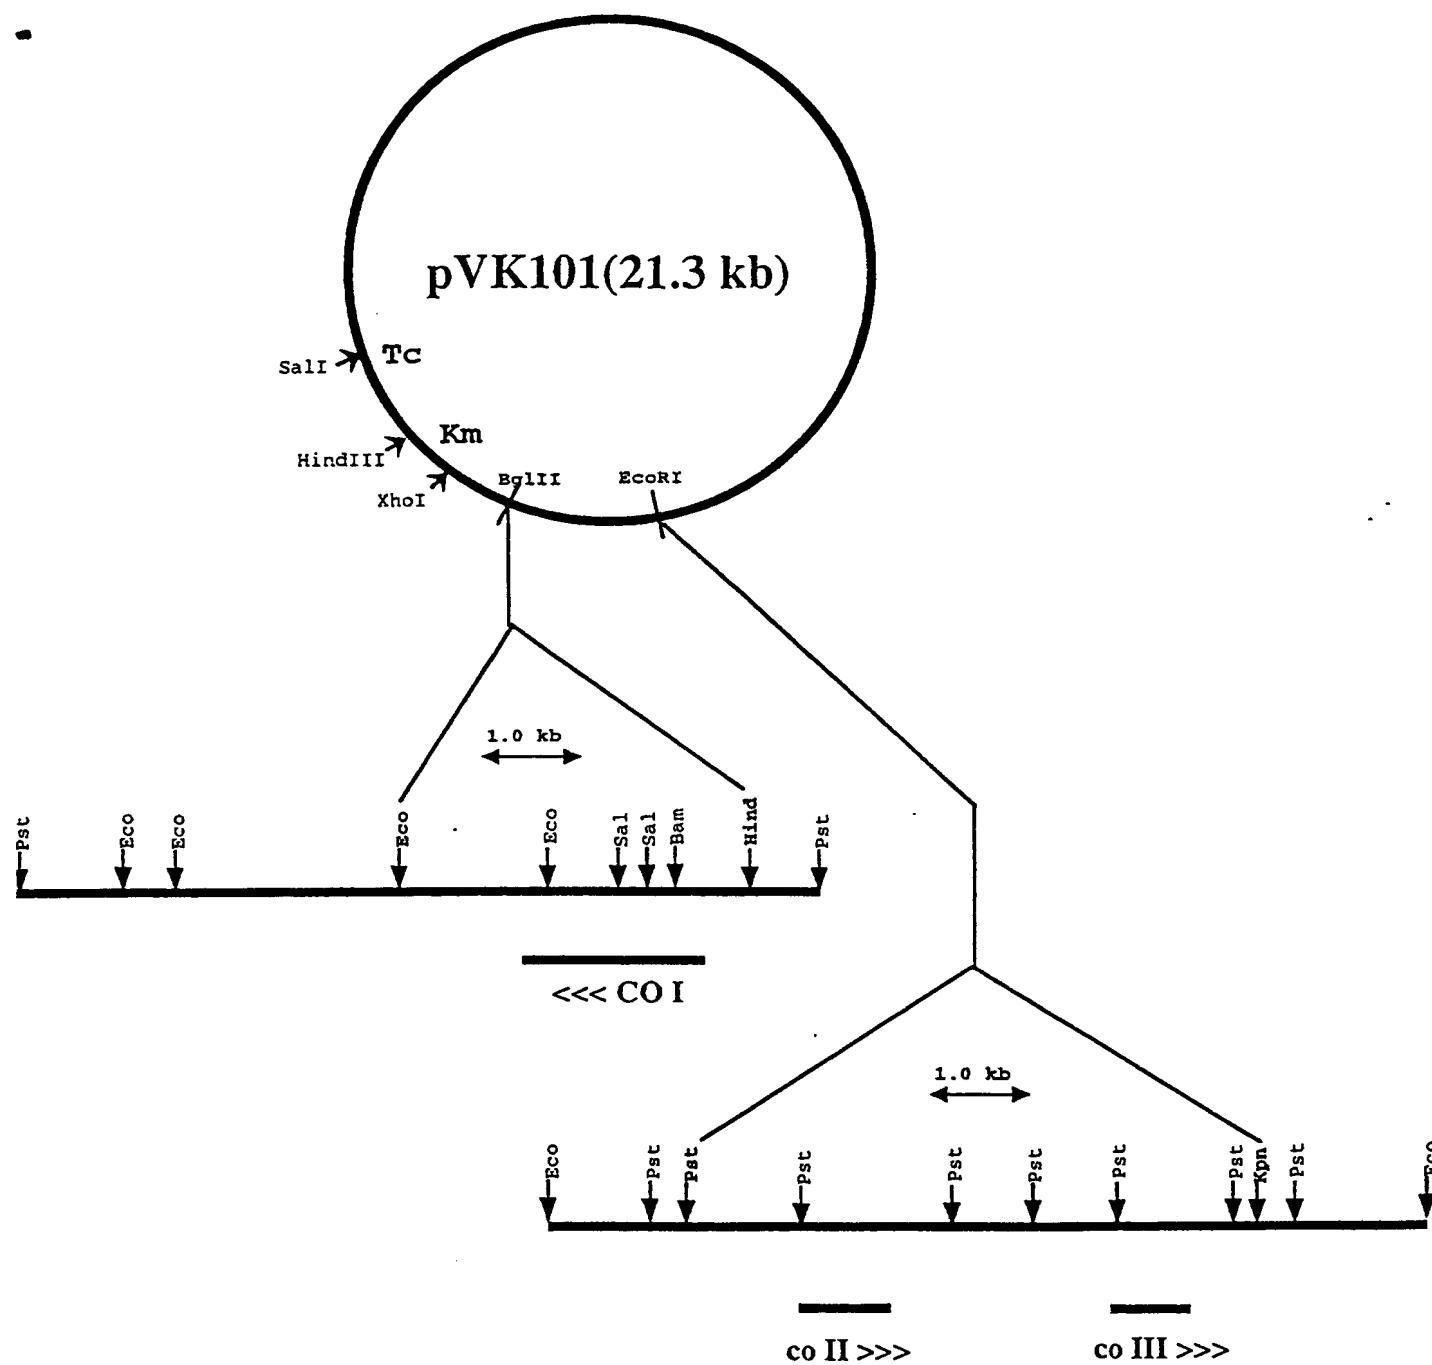 pVK101(21.3 kb)
Tc
SalI
Km
HindIII
XhoI
BglII
EcoRI
1.0 kb
Pst
Eco
Eco
Eco
Eco
Sal
Sal
Bam
Hind
Pst
<<< CO I
1.0 kb
Eco
Pst
Pst
Pst
Pst
Pst
Pst
Pst
Kpn
Pst
Eco
co II >>>
co III >>>